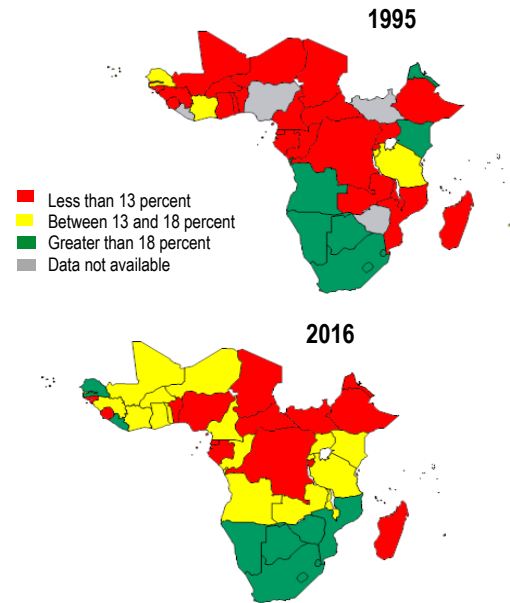 1995
Less than 13 percent
Between 13 and 18 percent
Greater than 18 percent
Data not available
2016